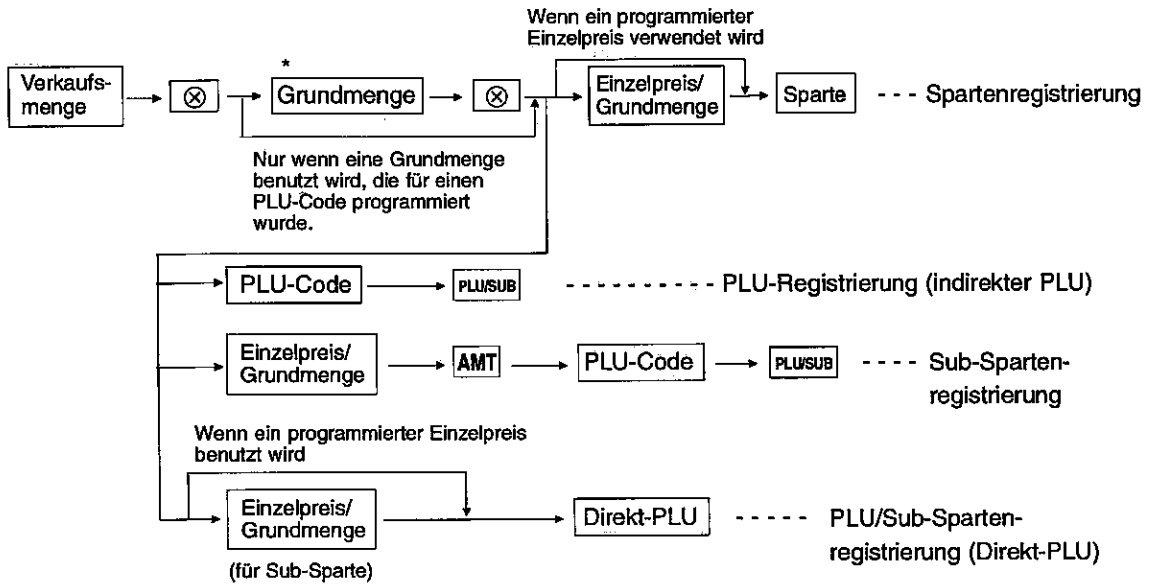 Wenn ein programmierter
Einzelpreis verwendet wird
Verkaufs-
menge
⊗
*
Grundmenge
⊗
Einzelpreis/
Grundmenge
Sparte
Spartenregistrierung
Nur wenn eine Grundmenge
benutzt wird, die für einen
PLU-Code programmiert
wurde.
PLU-Code
PLU/SUB
PLU-Registrierung (indirekter PLU)
Einzelpreis/
Grundmenge
AMT
PLU-Code
PLU/SUB
Sub-Sparten-
registrierung
Wenn ein programmierter Einzelpreis
benutzt wird
Einzelpreis/
Grundmenge
(für Sub-Sparte)
Direkt-PLU
PLU/Sub-Sparten-
registrierung (Direkt-PLU)